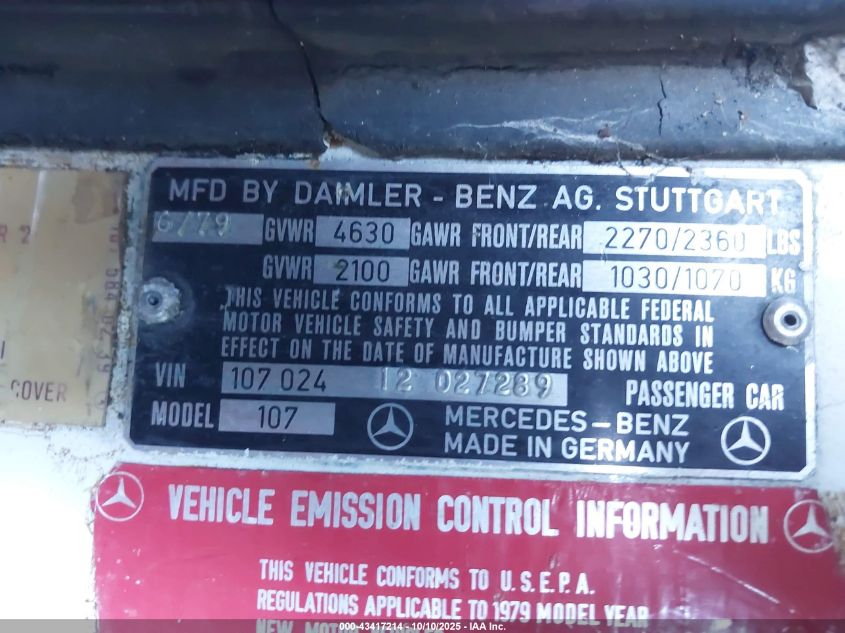 MFD BY DAIMLER - BENZ AG. STUTTGART
6/79 GVWR 4630 GAWR FRONT/REAR 2270/2360 LBS
GVWR 2100 GAWR FRONT/REAR 1030/1070 KG
THIS VEHICLE CONFORMS TO ALL APPLICABLE FEDERAL
MOTOR VEHICLE SAFETY AND BUMPER STANDARDS IN
EFFECT ON THE DATE OF MANUFACTURE SHOWN ABOVE
VIN 107 024 12 027289 PASSENGER CAR
MODEL 107 MERCEDES-BENZ
MADE IN GERMANY
R 2
COVER
VEHICLE EMISSION CONTROL INFORMATION
THIS VEHICLE CONFORMS TO U.S.E.P.A.
REGULATIONS APPLICABLE TO 1979 MODEL YEAR
NEW
000-43417214 - 10/10/2025 - IAA Inc.